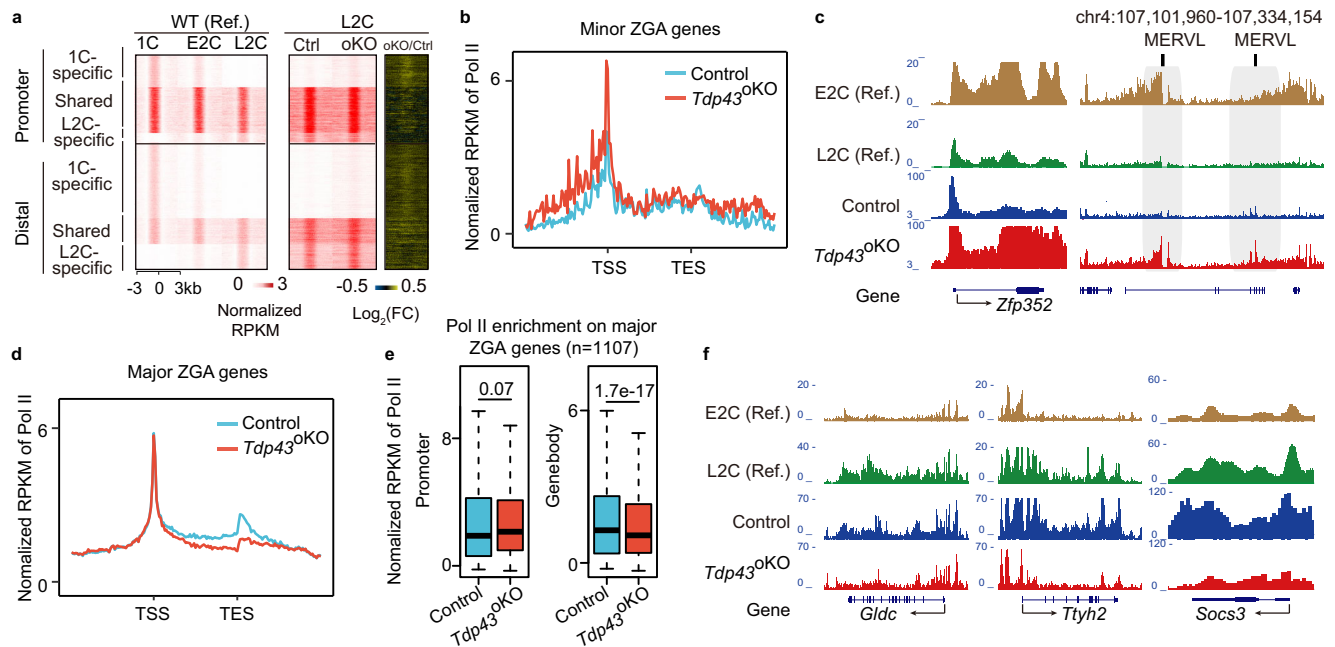 a
WT (Ref.)
L2C
1C E2C L2C
Ctrl oKO oKO/Ctrl
Promoter
1C-
specific
Shared
L2C-
specific
Distal
1C-
specific
Shared
L2C-
specific
-3 0 3kb
0 3
Normalized
RPKM
-0.5 0.5
Log2(FC)
b
Minor ZGA genes
Normalized RPKM of Pol II
6
0
Control
Tdp43oKO
TSS TES
c
chr4:107,101,960-107,334,154
MERVL MERVL
E2C (Ref.)
20
0
20
0
L2C (Ref.)
20
0
Control
100
3
Tdp43oKO
100
3
Gene
Zfp352
d
Major ZGA genes
Normalized RPKM of Pol II
6
0
Control
Tdp43oKO
TSS TES
e
Pol II enrichment on major
ZGA genes (n=1107)
Nomalized RPKM of Pol II
Promoter
8
0
0.07
Control
Tdp43oKO
Genebody
6
0
1.7e-17
Control
Tdp43oKO
f
E2C (Ref.)
20 20 60
0 0 0
L2C (Ref.)
40 20 60
0 0 0
Control
70 70 120
0 0 0
Tdp43oKO
70 70 120
0 0 0
Gene
Gldc Ttyh2 Socs3